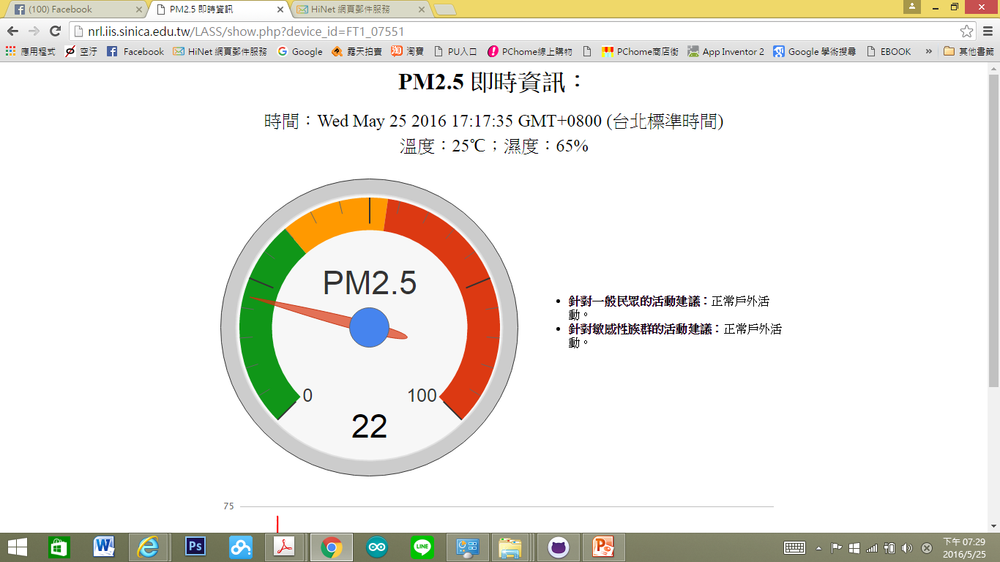 (100) Facebook
PM2.5 即時資訊
HiNet 網頁郵件服務
nrl.iis.sinica.edu.tw/LASS/show.php?device_id=FT1_07551
應用程式 空汙 Facebook HiNet 網頁郵件服務 Google 露天拍賣 淘寶 PU入口 PChome線上購物 PChome商店街 App Inventor 2 Google 學術搜尋 EBOOK » 其他書籤
PM2.5 即時資訊：
時間：Wed May 25 2016 17:17:35 GMT+0800 (台北標準時間)
溫度：25℃；濕度：65%
PM2.5
0
100
22
針對一般民眾的活動建議：正常戶外活
動。
針對敏感性族群的活動建議：正常戶外活
動。
75
下午 07:29
2016/5/25